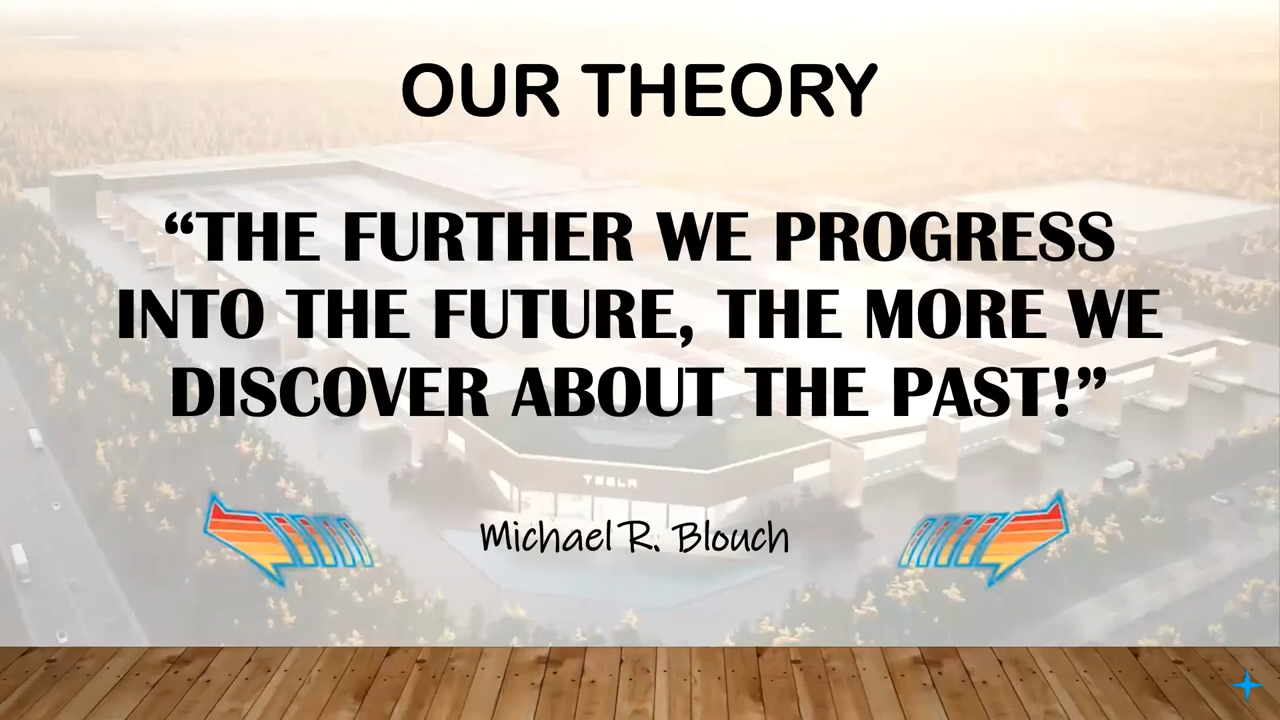 OUR THEORY
“THE FURTHER WE PROGRESS
INTO THE FUTURE, THE MORE WE
DISCOVER ABOUT THE PAST!”
TESLA
Michael R. Blouch